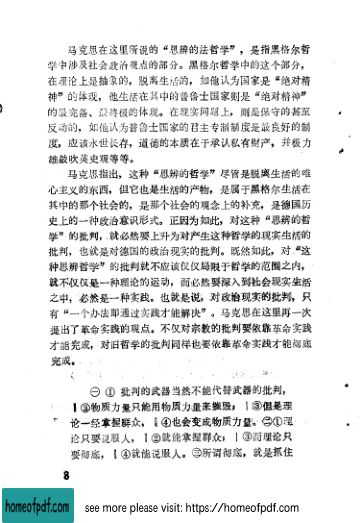 马克思在这里所说的“思辨的法哲学”，是指黑格尔哲
学中涉及社会政治观点的部分。黑格尔哲学中的这个部分，
在理论上是抽象的，脱离生活的，如他认为国家是“绝对精
神”的体现，他生活在其中的普鲁士国家则是“绝对精神”
的最完备、最终极的体现。在现实问题上，则是保守的甚至
反动的，如他认为普鲁士国家的君主专制制度是最良好的制
度，应该永世长存，道德的本质在于承认私有财产，并极力
雄献吹英史观等等。
马克思指出，这种“思辨的哲学”尽管是脱离生活的唯
心主义的东西，但它也是生活的产物，是属于黑格尔生活在
其中的那个社会的，是那个社会的观念上的补充，是德国历
史上的一种政治意识形式。正因为如此，对这种“思辨的哲
学”的批判，就必然要上升为对产生这种哲学的现实生活的
批判，也就是对德国的政治现实的批判。既然如此，对“这
种思辨哲学”的批判就不应该仅仅局限于哲学的范围之内，
就不仅仅是一种理论的运动，而必然要深入到社会现实生活
之中，必然是一种实践。也就是说，对政治现实的批判，只
有“一个办法即通过实践才能解决”。马克思在这里再一次
提出了革命实践的观点。不仅对宗教的批判要依靠革命实践
才能完成，对旧哲学的批判同样也要依靠革命实践才能彻底
完成。
㊀ ① 批判的武器当然不能代替武器的批判，
|②物质力量只能用物质力量来摧毁；|③但是理
论一经掌握群众，|④也会变成物质力量。㊁①理
论只要说服人，|②就能掌握群众；|③而理论只
要彻底，|④就能说服人。㊂所谓彻底，就是抓住
8
homeofpdf.com
see more please visit: https://homeofpdf.com